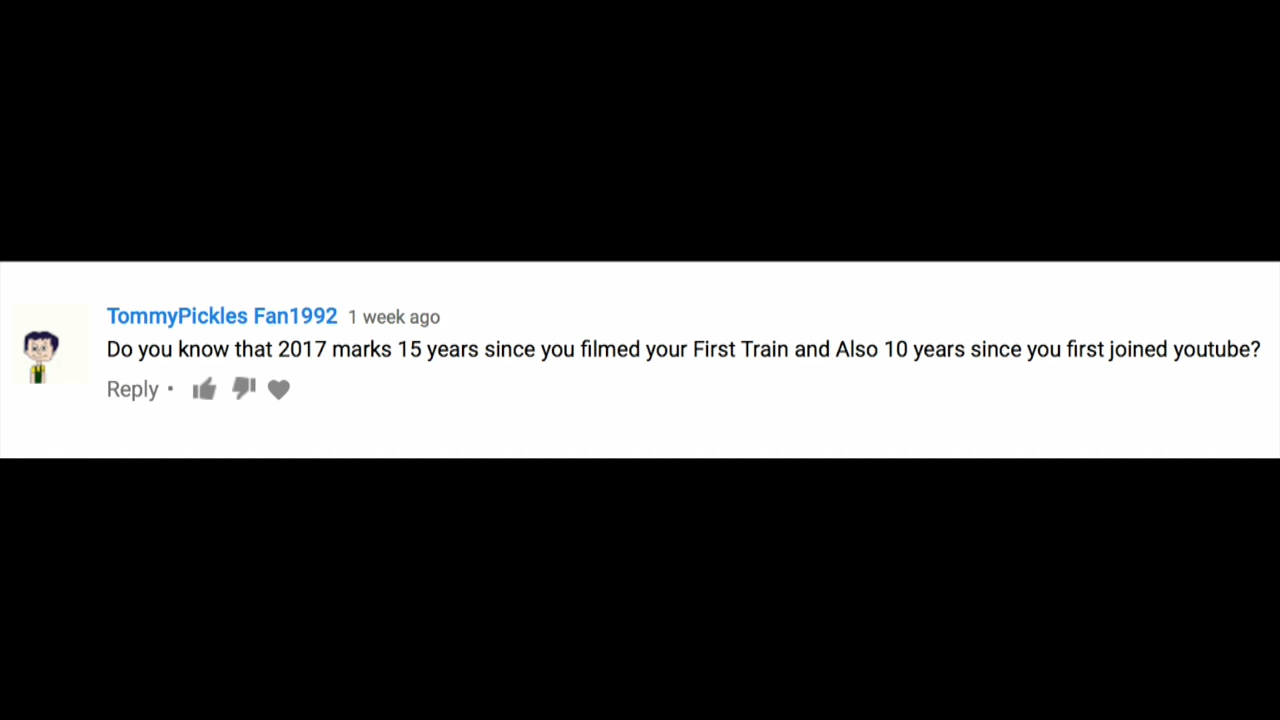 TommyPickles Fan1992 1 week ago
Do you know that 2017 marks 15 years since you filmed your First Train and Also 10 years since you first joined youtube?
Reply •